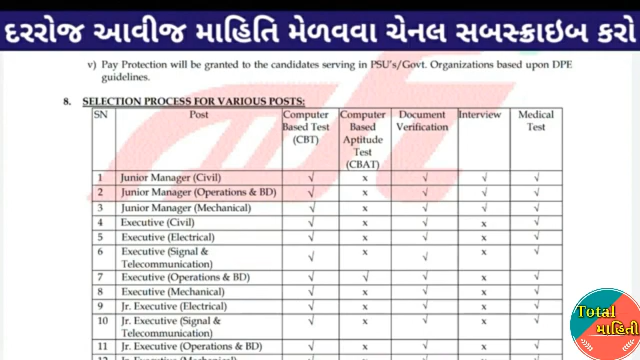 દરરોજ આવીજ માહિતિ મેળવવા ચેનલ સબસ્ક્રાઇબ કરો
v) Pay Protection will be granted to the candidates serving in PSU's/Govt. Organizations based upon DPE
guidelines.
8. SELECTION PROCESS FOR VARIOUS POSTS:
SN Post Computer Based Test (CBT) Computer Based Aptitude Test (CBAT) Document Verification Interview Medical Test
1 Junior Manager (Civil) √ x √ √ √
2 Junior Manager (Operations & BD) √ x √ √ √
3 Junior Manager (Mechanical) √ x √ √ √
4 Executive (Civil) √ x √ x √
5 Executive (Electrical) √ x √ x √
6 Executive (Signal & Telecommunication) √ x √ x √
7 Executive (Operations & BD) √ √ √ x √
8 Executive (Mechanical) √ x √ x √
9 Jr. Executive (Electrical) √ x √ x √
10 Jr. Executive (Signal & Telecommunication) √ x √ x
11 Jr. Executive (Operations & BD) √ x √ x
Total
માહિતી